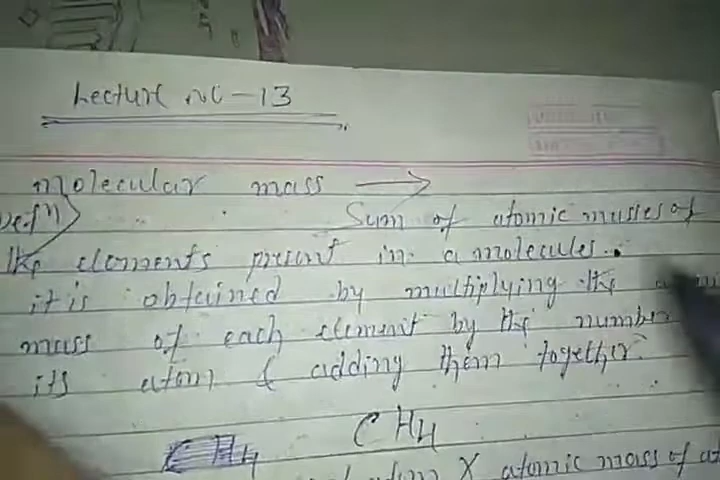 Lecture no - 13
molecular mass →
Defn) Sum of atomic masses of
the elements present in a molecules.
it is obtained by multiplying the
mass of each element by the number
its atom & adding them together.
CH4
CH4
atom X atomic mass of